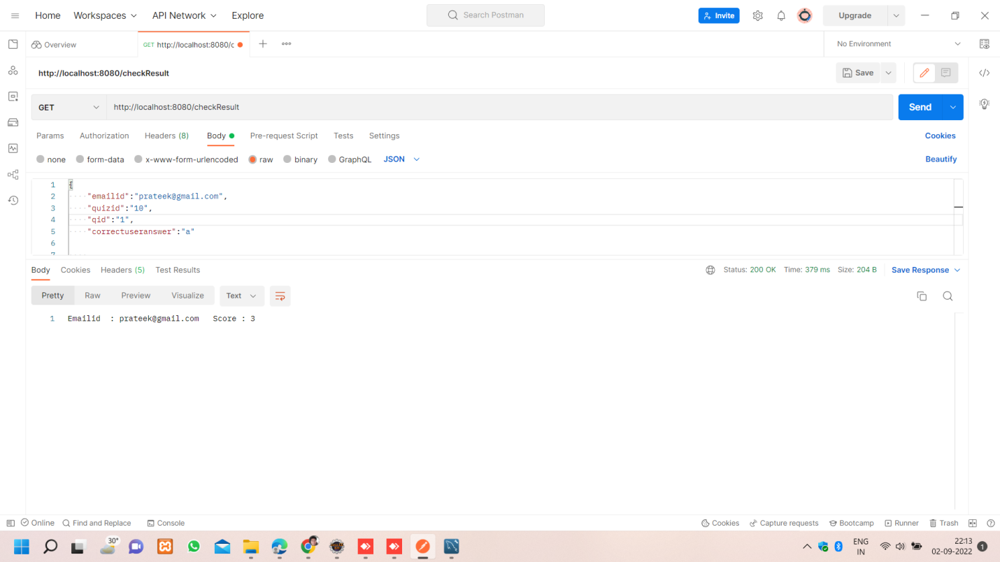 Home Workspaces API Network Explore Search Postman Invite Upgrade
Overview GET http://localhost:8080/c No Environment
http://localhost:8080/checkResult Save
GET http://localhost:8080/checkResult Send
Params Authorization Headers (8) Body Pre-request Script Tests Settings Cookies
none form-data x-www-form-urlencoded raw binary GraphQL JSON Beautify
1 {
2 "emailid":"prateek@gmail.com",
3 "quizid":"10",
4 "qid":"1",
5 "correctuseranswer":"a"
6
7
Body Cookies Headers (5) Test Results Status: 200 OK Time: 379 ms Size: 204 B Save Response
Pretty Raw Preview Visualize Text
1 Emailid : prateek@gmail.com Score : 3
Online Find and Replace Console Cookies Capture requests Bootcamp Runner Trash
30° ENG 22:13
IN 02-09-2022 1